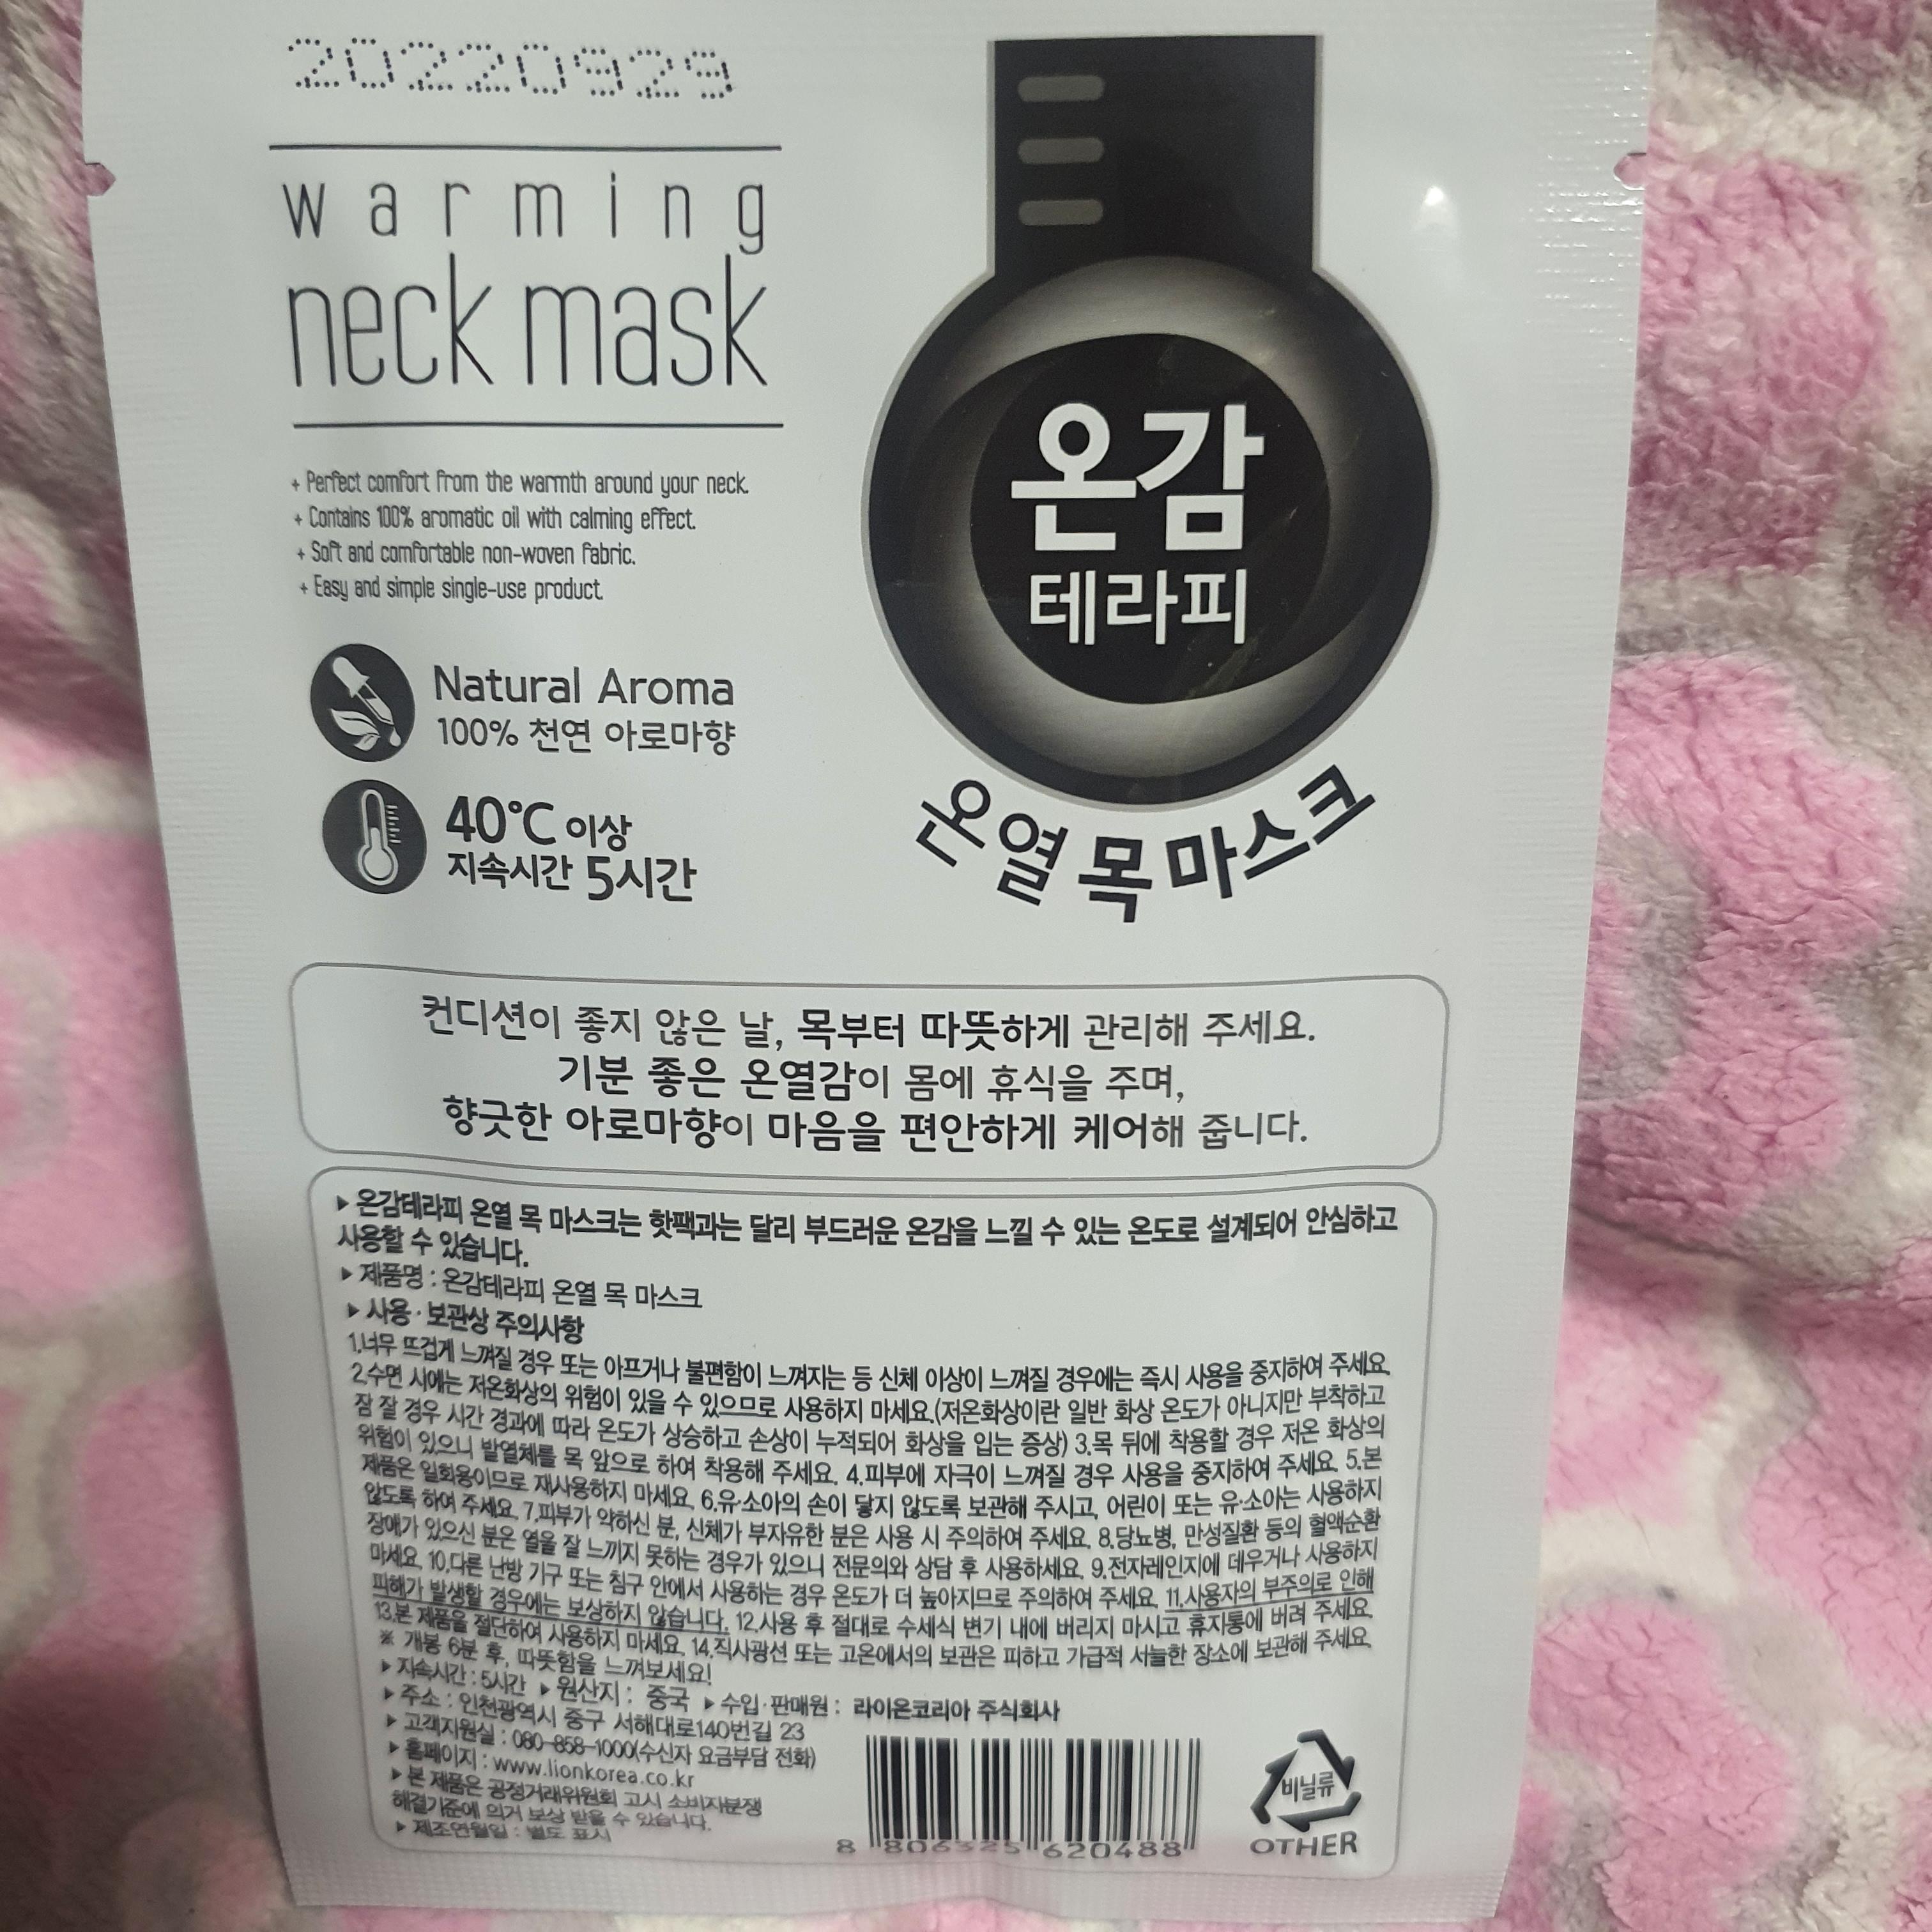 20220929
warming
neck mask
+ Perfect comfort from the warmth around your neck.
+ Contains 100% aromatic oil with calming effect.
+ Soft and comfortable non-woven fabric.
+ Easy and simple single-use product.
Natural Aroma
100% 천연 아로마향
40℃ 이상
지속시간 5시간
온감
테라피
온열 목 마스크
컨디션이 좋지 않은 날, 목부터 따뜻하게 관리해 주세요.
기분 좋은 온열감이 몸에 휴식을 주며,
향긋한 아로마향이 마음을 편안하게 케어해 줍니다.
▶ 온감테라피 온열 목 마스크는 핫팩과는 달리 부드러운 온감을 느낄 수 있는 온도로 설계되어 안심하고
사용할 수 있습니다.
▶ 제품명 : 온감테라피 온열 목 마스크
▶ 사용·보관상 주의사항
1.너무 뜨겁게 느껴질 경우 또는 아프거나 불편함이 느껴지는 등 신체 이상이 느껴질 경우에는 즉시 사용을 중지하여 주세요.
2.수면 시에는 저온화상의 위험이 있을 수 있으므로 사용하지 마세요.(저온화상이란 일반 화상 온도가 아니지만 부착하고
잠 잘 경우 시간 경과에 따라 온도가 상승하고 손상이 누적되어 화상을 입는 증상) 3.목 뒤에 착용할 경우 저온 화상의
위험이 있으니 발열체를 목 앞으로 하여 착용해 주세요. 4.피부에 자극이 느껴질 경우 사용을 중지하여 주세요. 5.본
제품은 일회용이므로 재사용하지 마세요. 6.유·소아의 손이 닿지 않도록 보관해 주시고, 어린이 또는 유·소아는 사용하지
않도록 하여 주세요. 7.피부가 약하신 분, 신체가 부자유한 분은 사용 시 주의하여 주세요. 8.당뇨병, 만성질환 등의 혈액순환
장애가 있으신 분은 열을 잘 느끼지 못하는 경우가 있으니 전문의와 상담 후 사용하세요. 9.전자레인지에 데우거나 사용하지
마세요. 10.다른 난방 기구 또는 침구 안에서 사용하는 경우 온도가 더 높아지므로 주의하여 주세요. 11.사용자의 부주의로 인해
피해가 발생할 경우에는 보상하지 않습니다. 12.사용 후 절대로 수세식 변기 내에 버리지 마시고 휴지통에 버려 주세요.
13.본 제품을 절단하여 사용하지 마세요. 14.직사광선 또는 고온에서의 보관은 피하고 가급적 서늘한 장소에 보관해 주세요.
※ 개봉 6분 후, 따뜻함을 느껴보세요!
▶ 지속시간 : 5시간 ▶ 원산지 : 중국 ▶ 수입·판매원 : 라이온코리아 주식회사
▶ 주소 : 인천광역시 중구 서해대로140번길 23
▶ 고객지원실 : 080-858-1000(수신자 요금부담 전화)
▶ 홈페이지 : www.lionkorea.co.kr
▶ 본 제품은 공정거래위원회 고시 소비자분쟁
해결기준에 의거 보상 받을 수 있습니다.
▶ 제조연월일 : 별도 표시
8 806325 620488
비닐류
OTHER